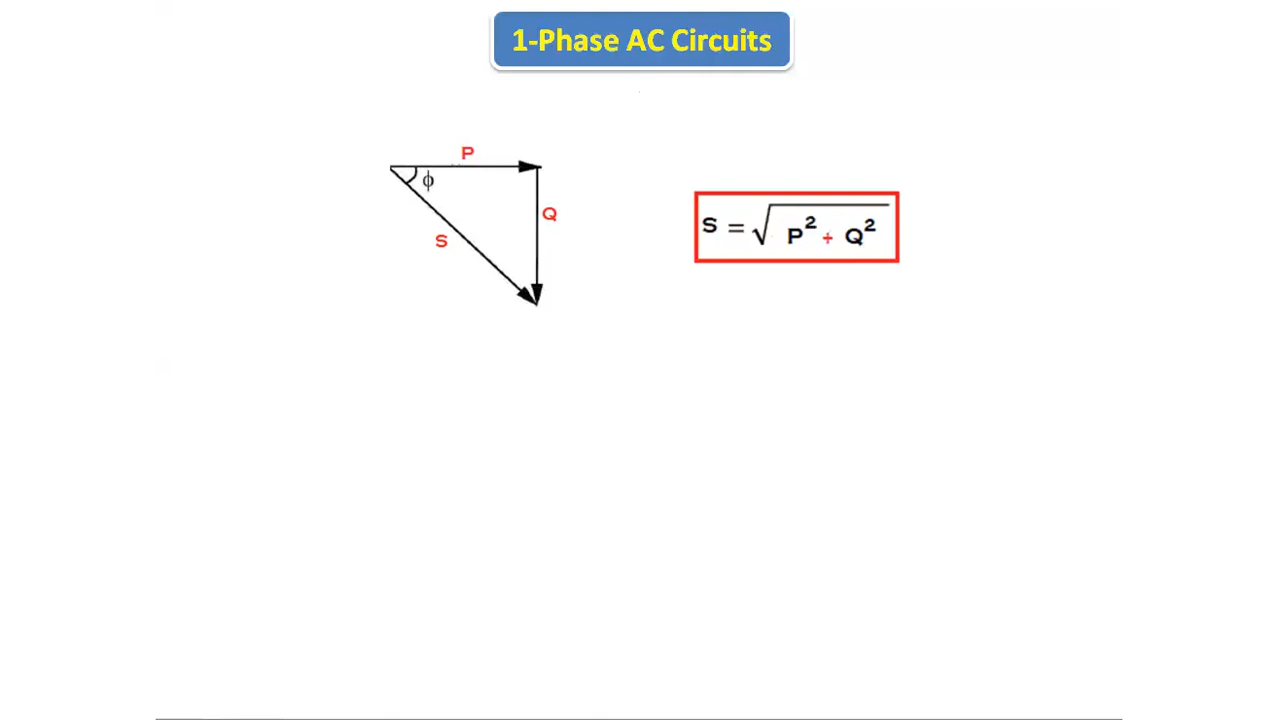 1-Phase AC Circuits
P
ϕ
Q
S
S = √ P² + Q²